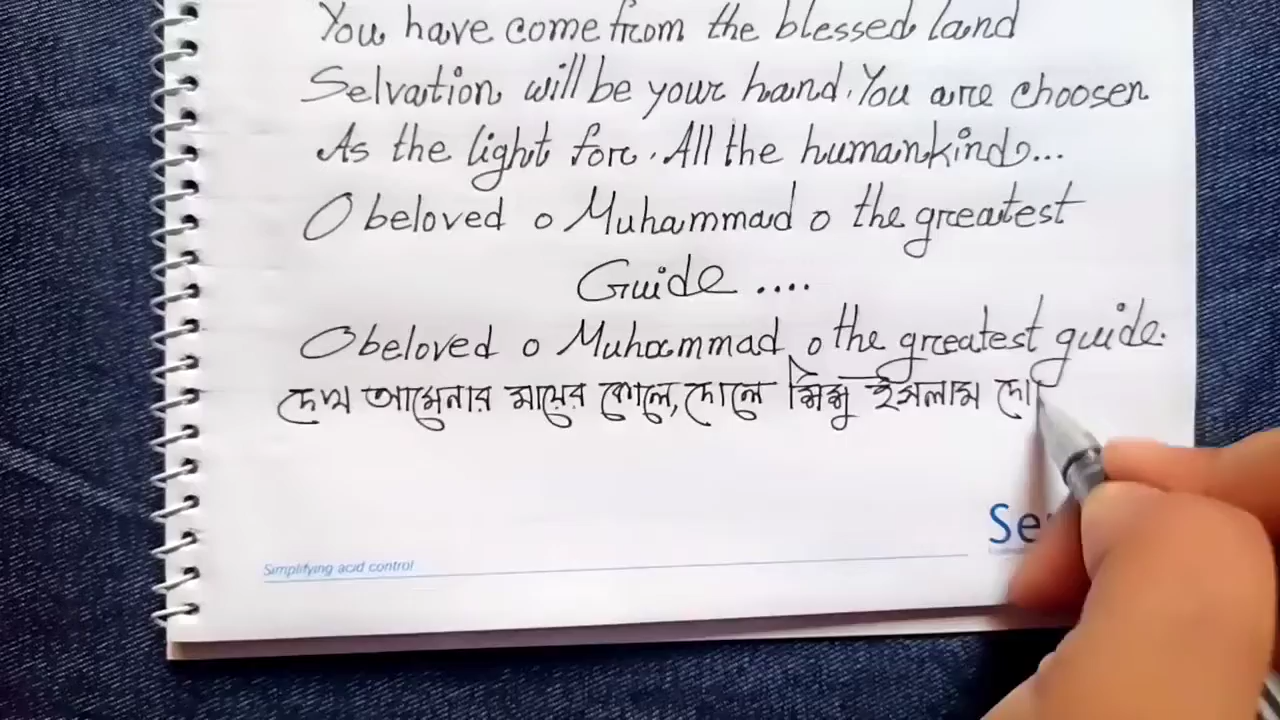 You have come from the blessed land
Selvation will be your hand. You are choosen
As the light for. All the humankind...
O beloved o Muhammad o the greatest
Guide ....
O beloved o Muhammad o the greatest guide.
দেখ আমেনার মায়ের কোলে, দোলে শিশু ইসলাম দো
Se
Simplifying acid control